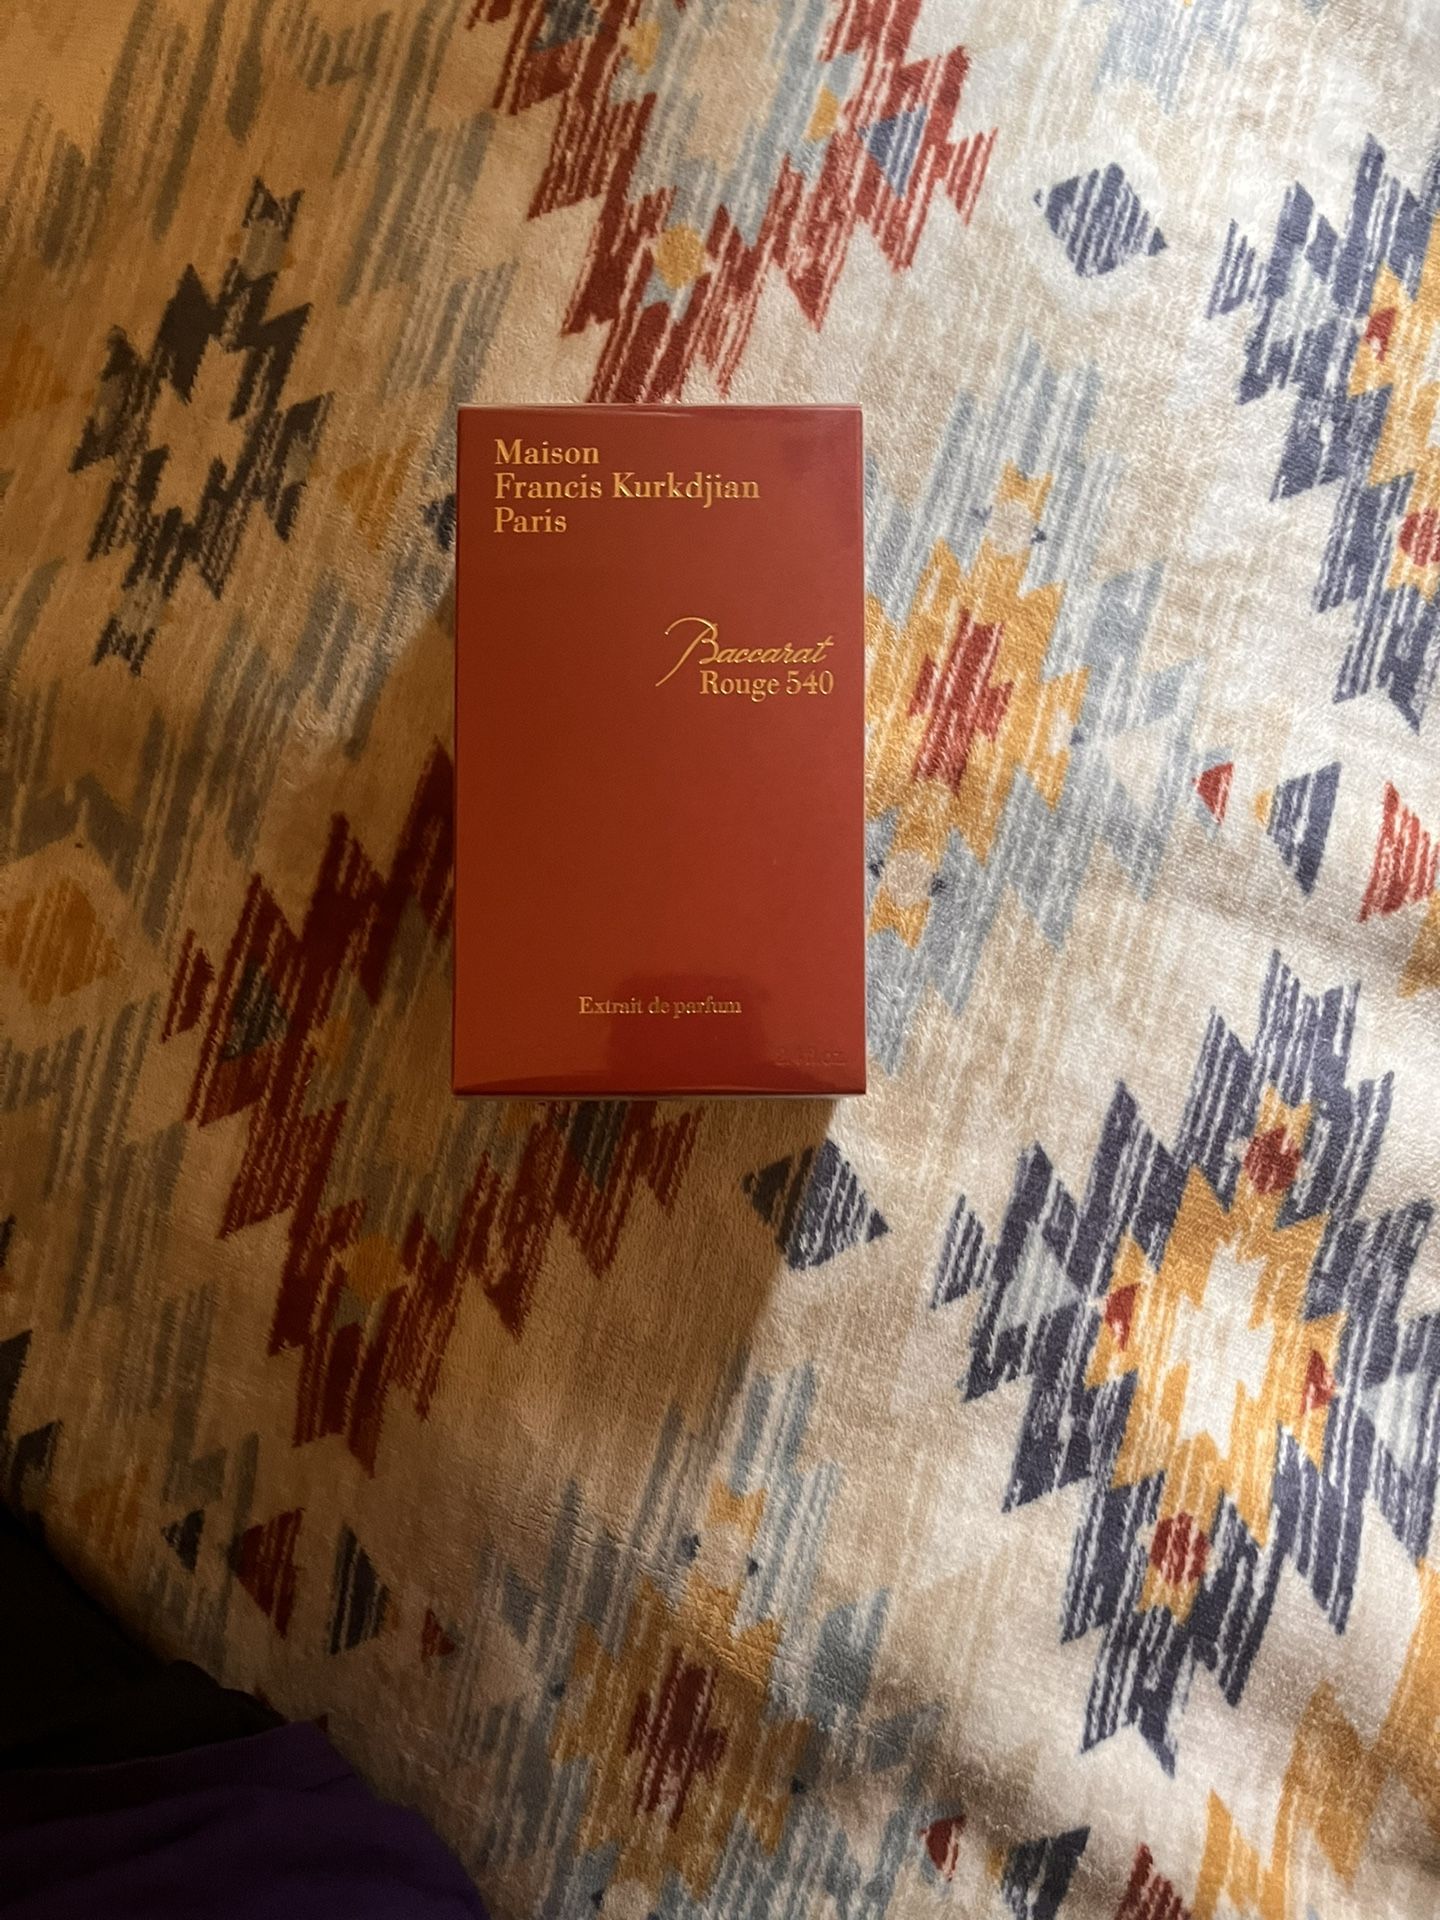 Maison
Francis Kurkdjian
Paris
Baccarat
Rouge 540
Extrait de parfum